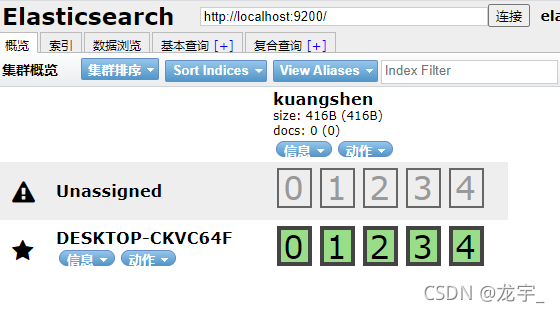 Elasticsearch http://localhost:9200/ 连接 ela
概览 索引 数据浏览 基本查询 [+] 复合查询 [+]
集群概览 集群排序 Sort Indices View Aliases Index Filter
kuangshen
size: 416B (416B)
docs: 0 (0)
信息 动作
Unassigned 0 1 2 3 4
DESKTOP-CKVC64F 0 1 2 3 4
信息 动作
CSDN @龙宇_